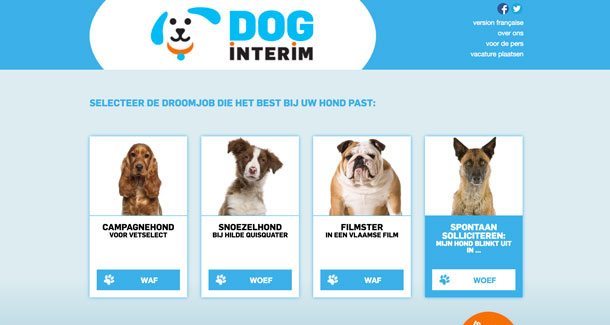 DOG
INTERIM
version française
over ons
voor de pers
vacature plaatsen
SELECTEER DE DROOMJOB DIE HET BEST BIJ UW HOND PAST:
CAMPAGNEHOND
VOOR VETSELECT
WAF
SNOEZELHOND
BIJ HILDE QUISQUATER
WOEF
FILMSTER
IN EEN VLAAMSE FILM
WAF
SPONTAAN
SOLLICITEREN:
MIJN HOND BLINKT UIT
IN ...
WOEF